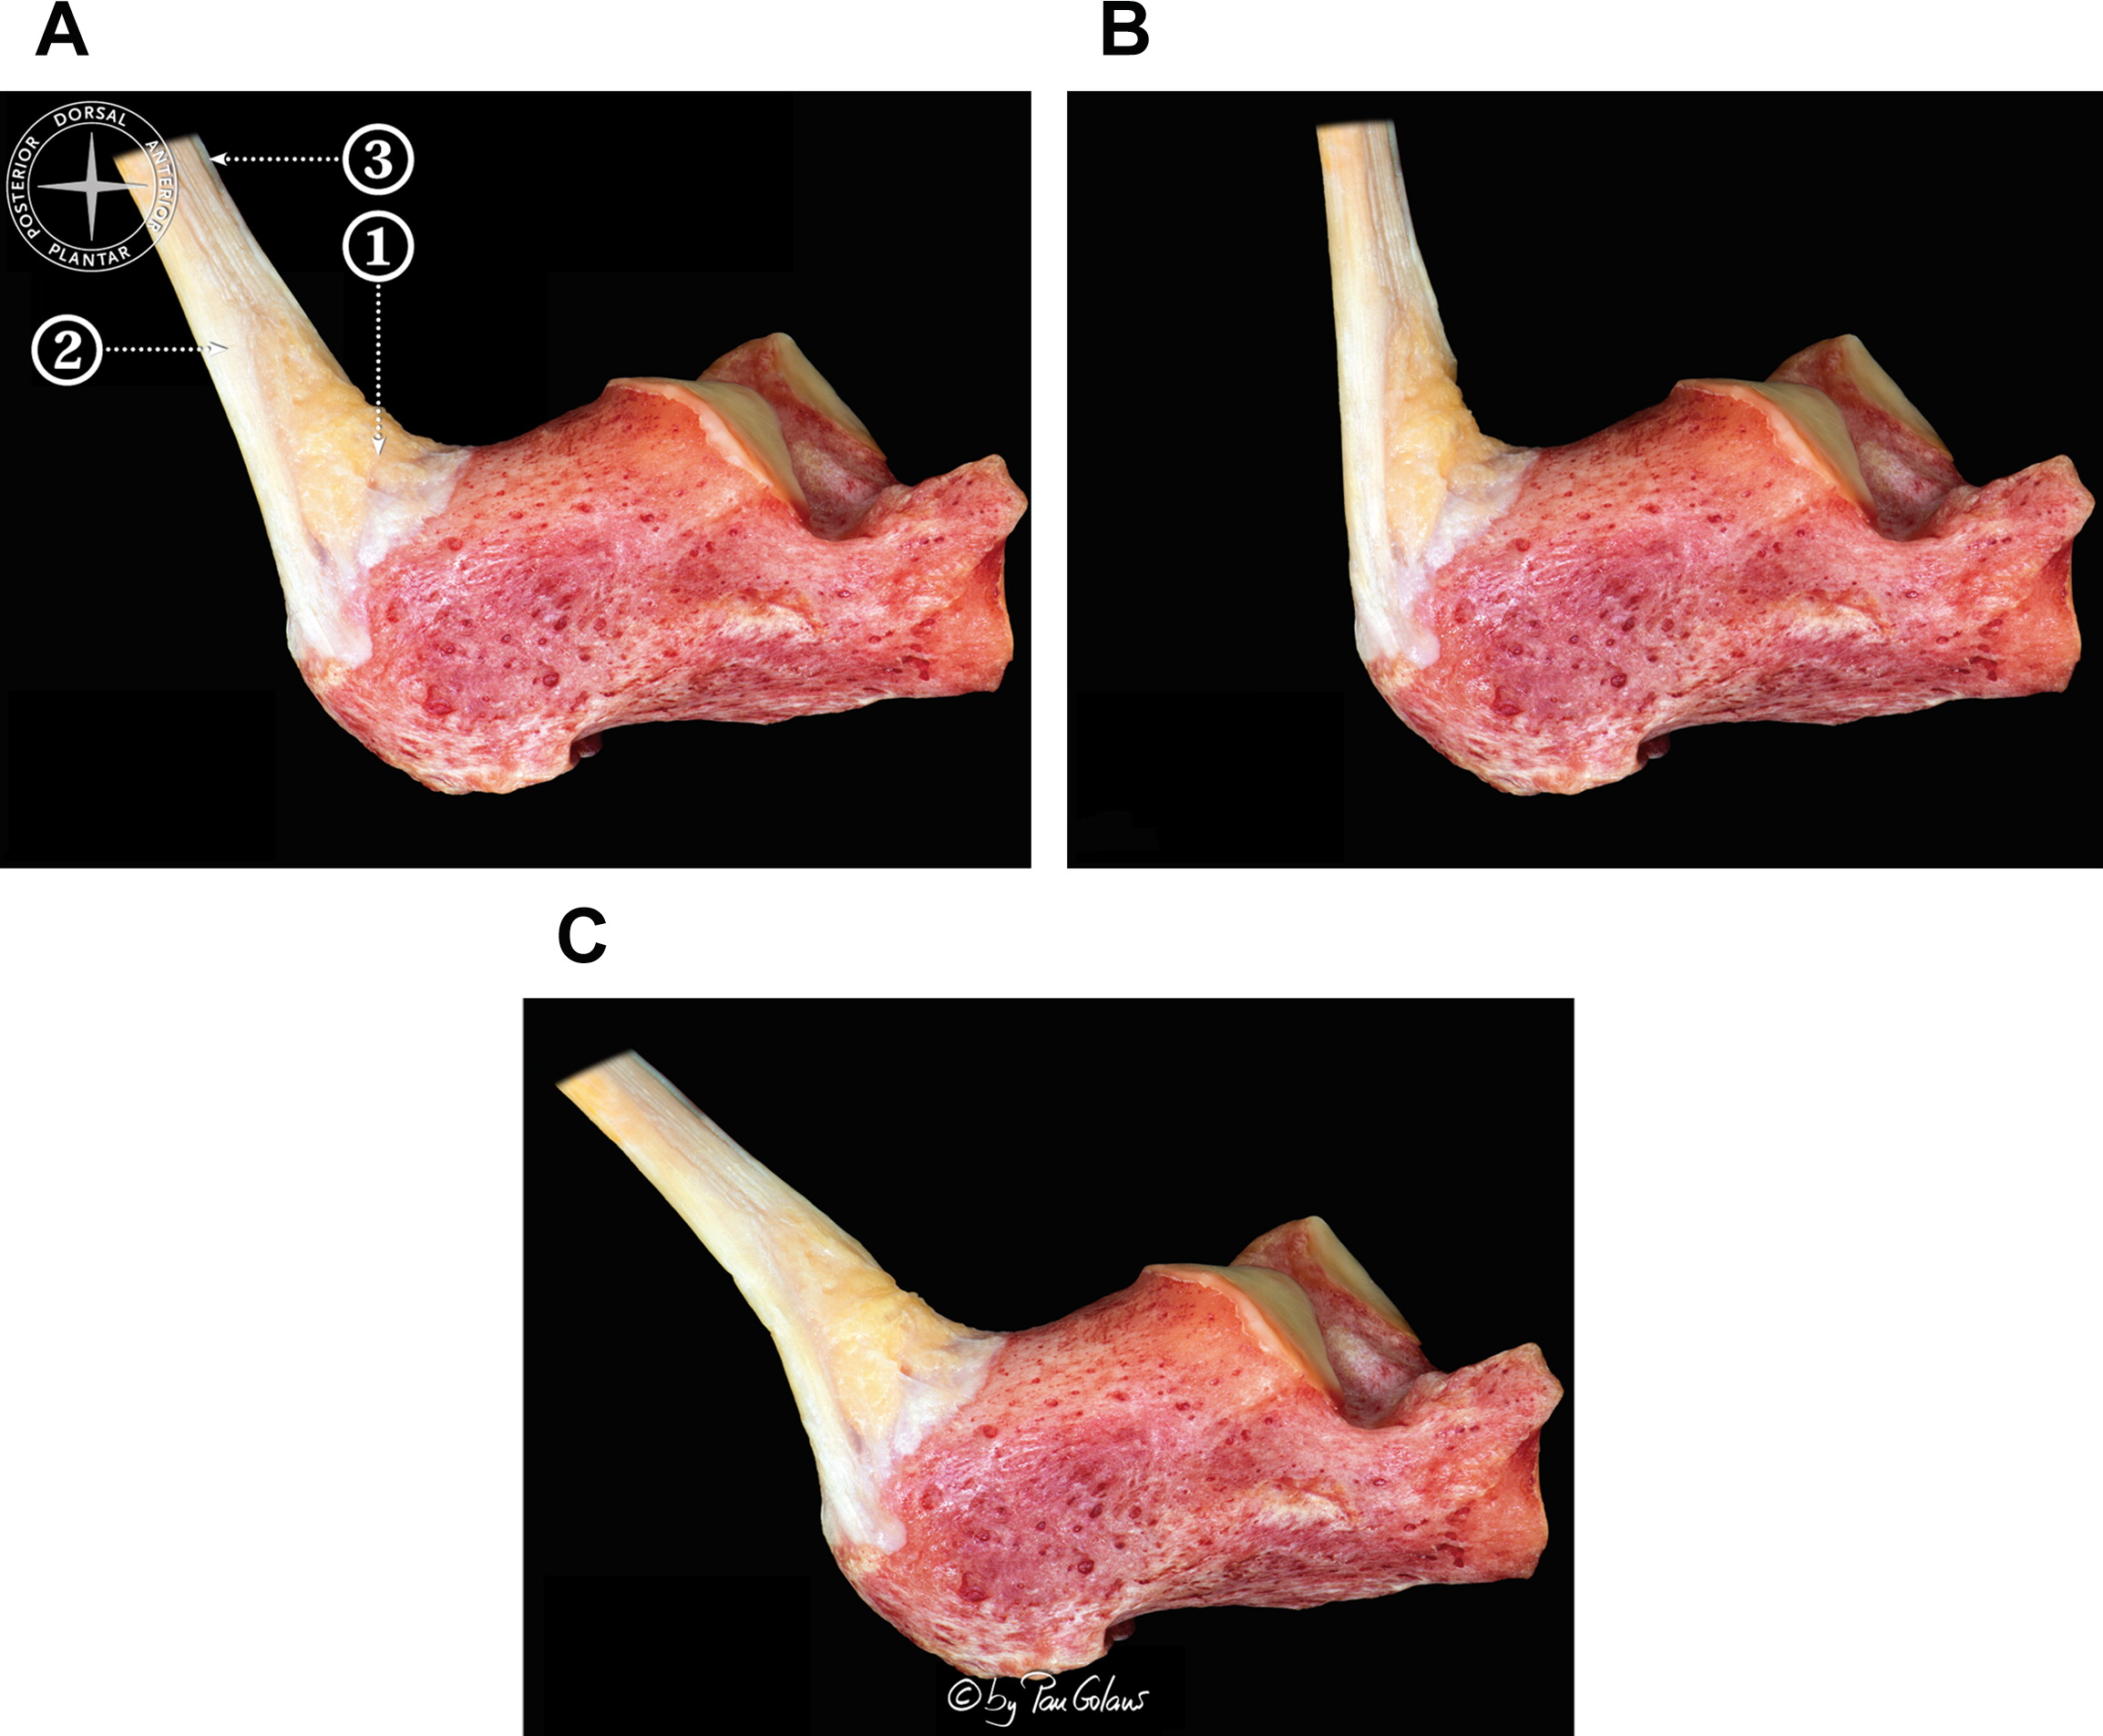 A
B
DORSAL
ANTERIOR
POSTERIOR
PLANTAR
3
1
2
C
© by Pau Golanó